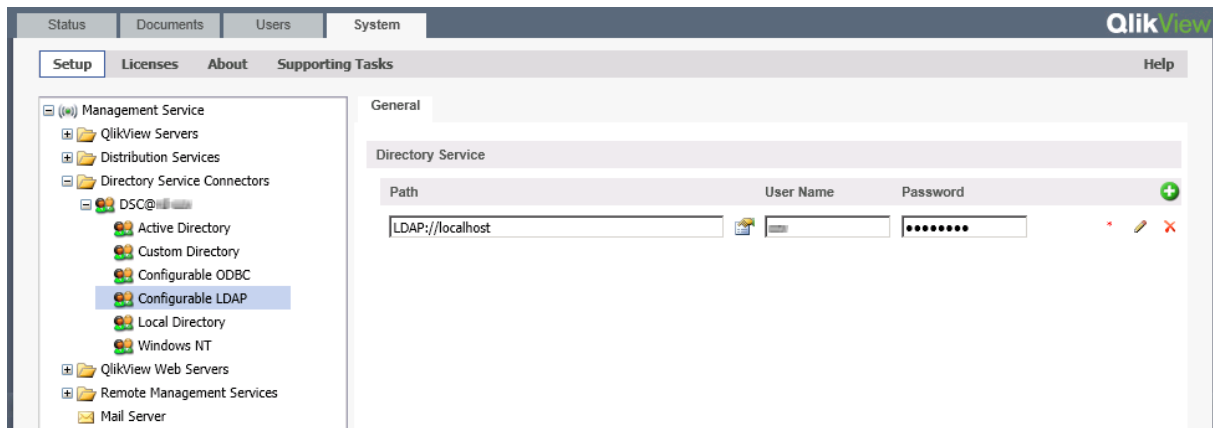 Status Documents Users System QlikView
Setup Licenses About Supporting Tasks Help
Management Service
QlikView Servers
Distribution Services
Directory Service Connectors
DSC@
Active Directory
Custom Directory
Configurable ODBC
Configurable LDAP
Local Directory
Windows NT
QlikView Web Servers
Remote Management Services
Mail Server
General
Directory Service
Path User Name Password
LDAP://localhost ●●●●●●●● *